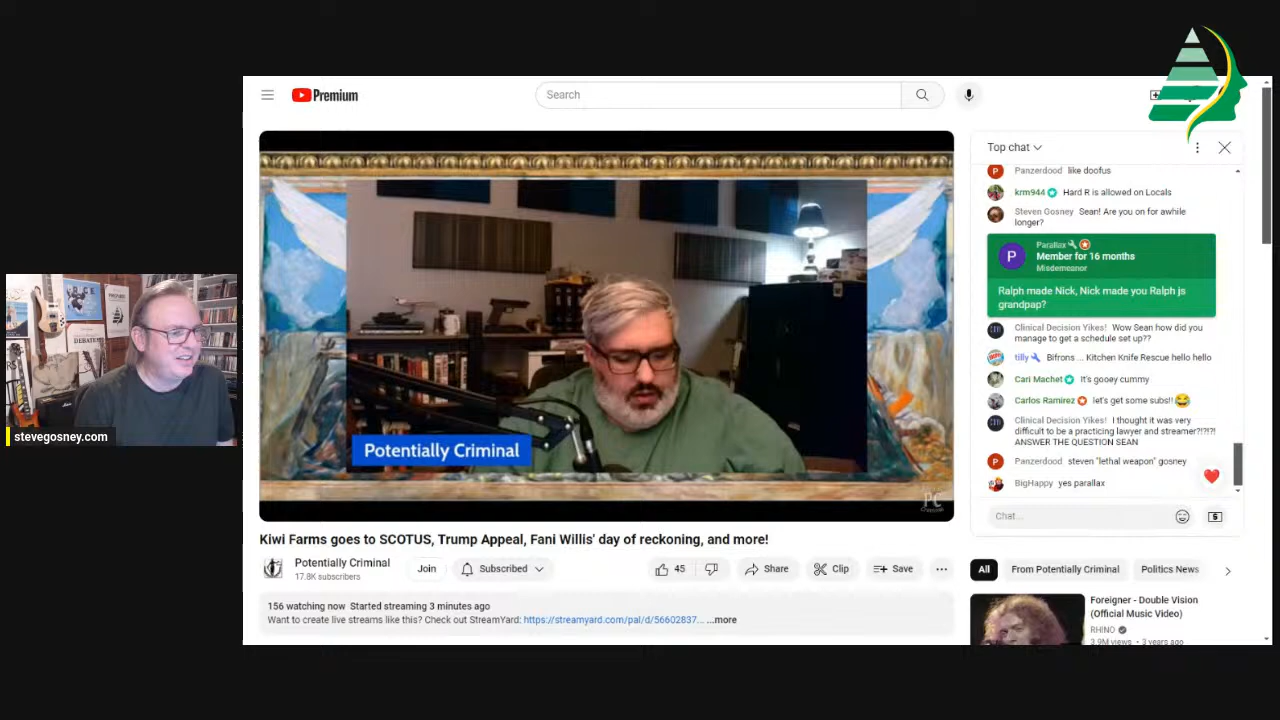 Premium
Search
Top chat
Panzerdood like doofus
krm944 Hard R is allowed on Locals
Steven Gosney Sean! Are you on for awhile
longer?
P
Parallax
Member for 16 months
Misdemeanor
Ralph made Nick, Nick made you Ralph js
grandpap?
Clinical Decision Yikes! Wow Sean how did you
manage to get a schedule set up??
tilly Bifrons ... Kitchen Knife Rescue hello hello
Cari Machet It's gooey cummy
Carlos Ramirez let's get some subs!!😂
Clinical Decision Yikes! I thought it was very
difficult to be a practicing lawyer and streamer?!?!?!
ANSWER THE QUESTION SEAN
Panzerdood steven "lethal weapon" gosney
BigHappy yes parallax
Chat...
stevegosney.com
DEBATE
Potentially Criminal
PC
Kiwi Farms goes to SCOTUS, Trump Appeal, Fani Willis' day of reckoning, and more!
Potentially Criminal
17.8K subscribers
Join
Subscribed
45
Share
Clip
Save
...
156 watching now Started streaming 3 minutes ago
Want to create live streams like this? Check out StreamYard: https://streamyard.com/pal/d/56602837... ...more
All
From Potentially Criminal
Politics News
Foreigner - Double Vision
(Official Music Video)
RHINO
3.9M views • 3 years ago